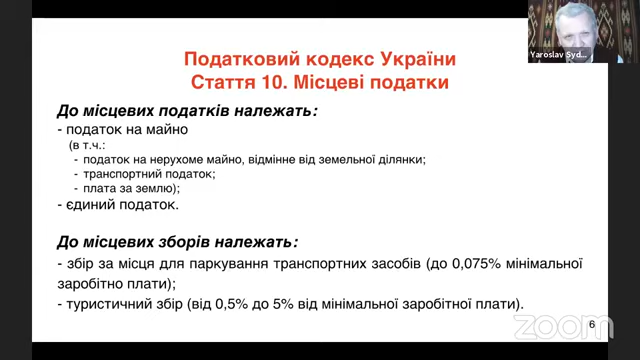 Yaroslav Syd...
Податковий кодекс України
Стаття 10. Місцеві податки
До місцевих податків належать:
- податок на майно
(в т.ч.:
- податок на нерухоме майно, відмінне від земельної ділянки;
- транспортний податок;
- плата за землю);
- єдиний податок.
До місцевих зборів належать:
- збір за місця для паркування транспортних засобів (до 0,075% мінімальної
заробітно плати);
- туристичний збір (від 0,5% до 5% від мінімальної заробітної плати).
6
zoom